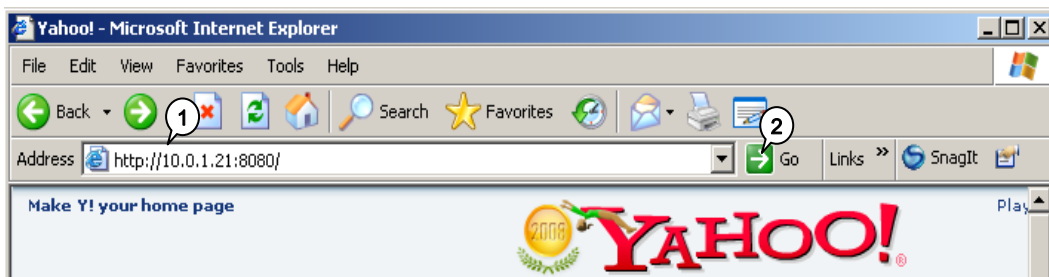 Yahoo! - Microsoft Internet Explorer
File Edit View Favorites Tools Help
Back Search Favorites
1
2
Address http://10.0.1.21:8080/ Go Links » SnagIt
Make Y! your home page
2008
YAHOO!®
Play